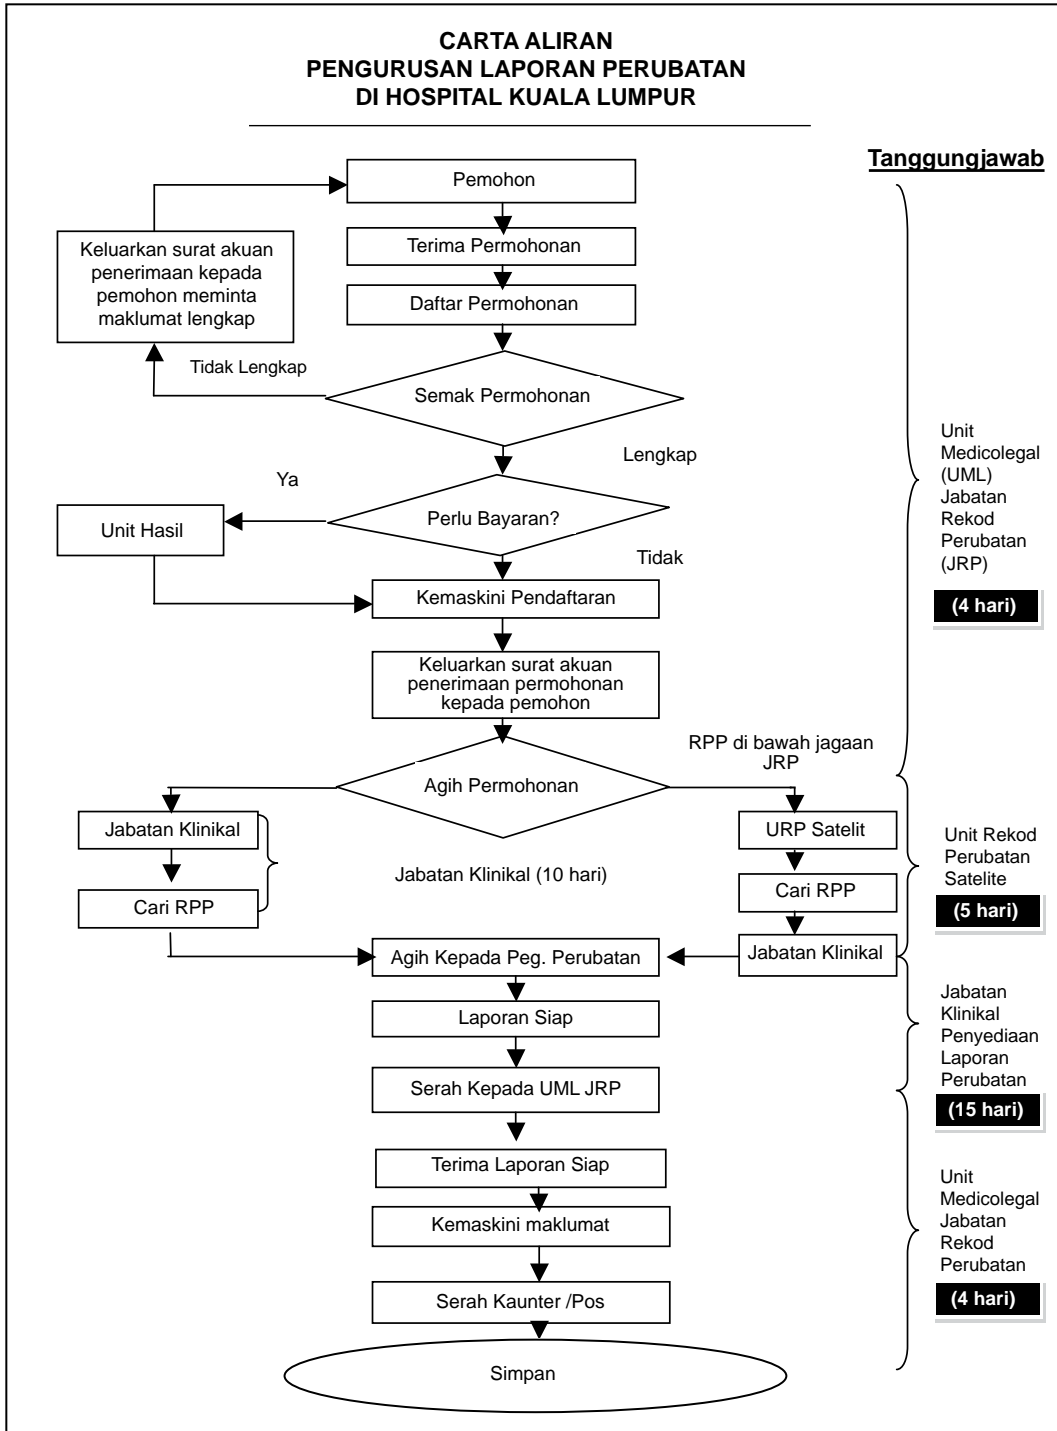 CARTA ALIRAN
PENGURUSAN LAPORAN PERUBATAN
DI HOSPITAL KUALA LUMPUR
Tanggungjawab
Pemohon
Keluarkan surat akuan
penerimaan kepada
pemohon meminta
maklumat lengkap
Terima Permohonan
Daftar Permohonan
Tidak Lengkap
Semak Permohonan
Lengkap
Ya
Perlu Bayaran?
Unit Hasil
Tidak
Kemaskini Pendaftaran
Unit
Medicolegal
(UML)
Jabatan
Rekod
Perubatan
(JRP)
(4 hari)
Keluarkan surat akuan
penerimaan permohonan
kepada pemohon
RPP di bawah jagaan
JRP
Agih Permohonan
Jabatan Klinikal
Cari RPP
Jabatan Klinikal (10 hari)
URP Satelit
Cari RPP
Jabatan Klinikal
Unit Rekod
Perubatan
Satelite
(5 hari)
Agih Kepada Peg. Perubatan
Laporan Siap
Serah Kepada UML JRP
Jabatan
Klinikal
Penyediaan
Laporan
Perubatan
(15 hari)
Terima Laporan Siap
Kemaskini maklumat
Serah Kaunter /Pos
Simpan
Unit
Medicolegal
Jabatan
Rekod
Perubatan
(4 hari)